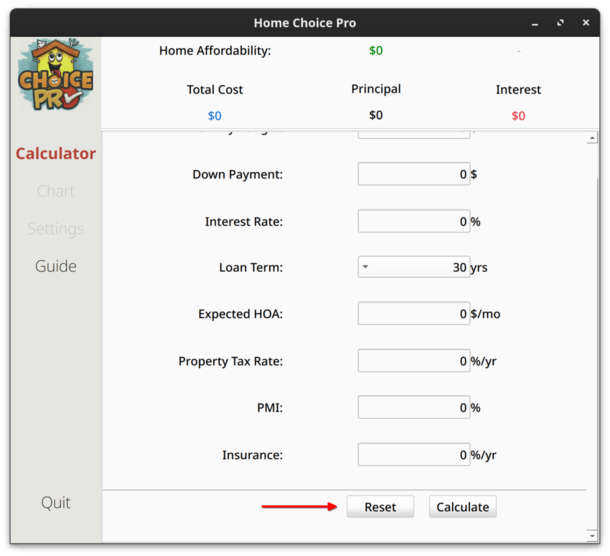 Home Choice Pro
CHOICE
PRO
Home Affordability: $0 -
Total Cost Principal Interest
$0 $0 $0
Calculator
Chart
Settings
Guide
Quit
Down Payment: 0 $
Interest Rate: 0 %
Loan Term: 30 yrs
Expected HOA: 0 $/mo
Property Tax Rate: 0 %/yr
PMI: 0 %
Insurance: 0 %/yr
Reset Calculate